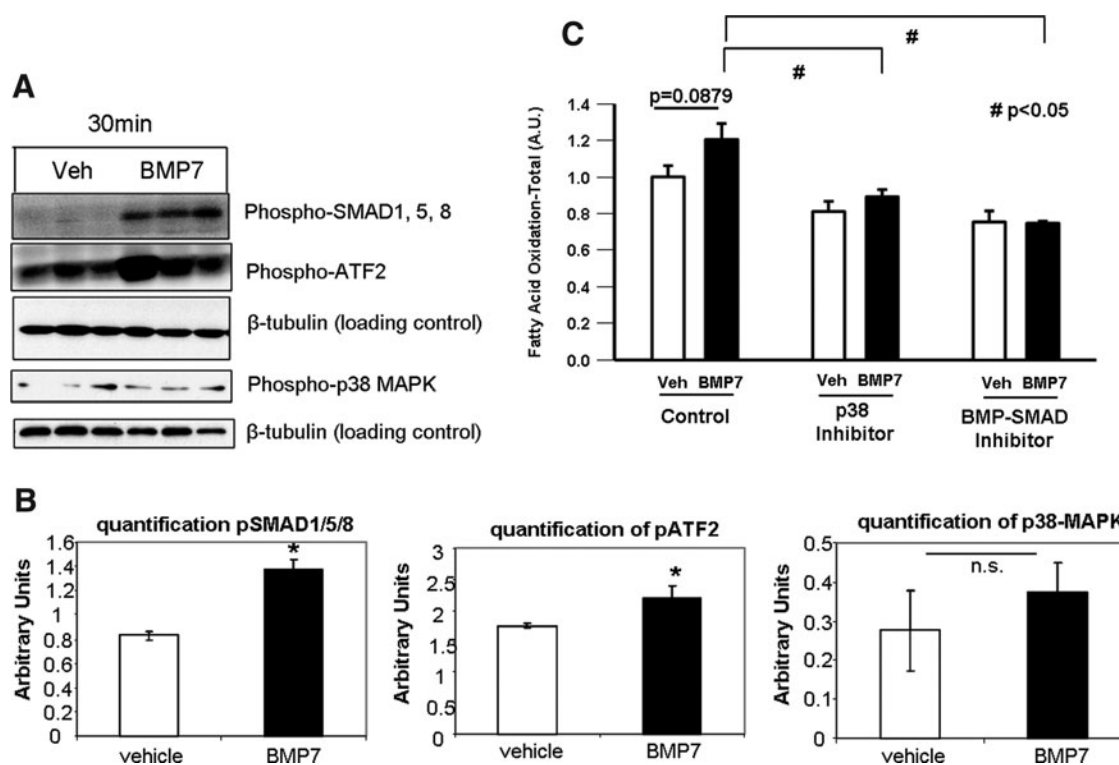 A
30min
Veh BMP7
Phospho-SMAD1, 5, 8
Phospho-ATF2
β-tubulin (loading control)
Phospho-p38 MAPK
β-tubulin (loading control)
C
#
#
p=0.0879
# p<0.05
Fatty Acid Oxidation-Total (A.U.)
1.4
1.2
1.0
0.8
0.6
0.4
0.2
0.0
Veh BMP7 Veh BMP7 Veh BMP7
Control
p38
Inhibitor
BMP-SMAD
Inhibitor
B
quantification pSMAD1/5/8
Arbitrary Units
1.6
1.4
1.2
1
0.8
0.6
0.4
0.2
0
*
vehicle BMP7
quantification of pATF2
Arbitrary Units
3
2.5
2
1.5
1
0.5
0
*
vehicle BMP7
quantification of p38-MAPK
Arbitrary Units
0.5
0.4
0.3
0.2
0.1
0
n.s.
vehicle BMP7